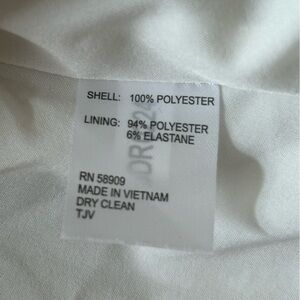 SHELL: 100% POLYESTER
LINING: 94% POLYESTER
6% ELASTANE
RN 58909
MADE IN VIETNAM
DRY CLEAN
TJV